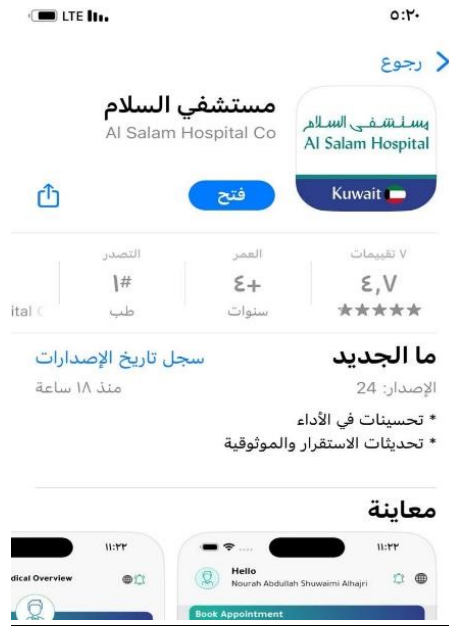 ٥:٢٠ LTE
رجوع
مستشفى السلام
Al Salam Hospital
Kuwait
مستشفي السلام
Al Salam Hospital Co
فتح
٧ تقييمات
٤,٧
العمر
٤+
سنوات
التصدر
#١
طب
ما الجديد
سجل تاريخ الإصدارات
الإصدار: 24
منذ ١٨ ساعة
* تحسينات في الأداء
* تحديثات الاستقرار والموثوقية
معاينة
١١:٢٢
Hello
Nourah Abdullah Shuwaimi Alhajri
Book Appointment
١١:٢٢
dical Overview